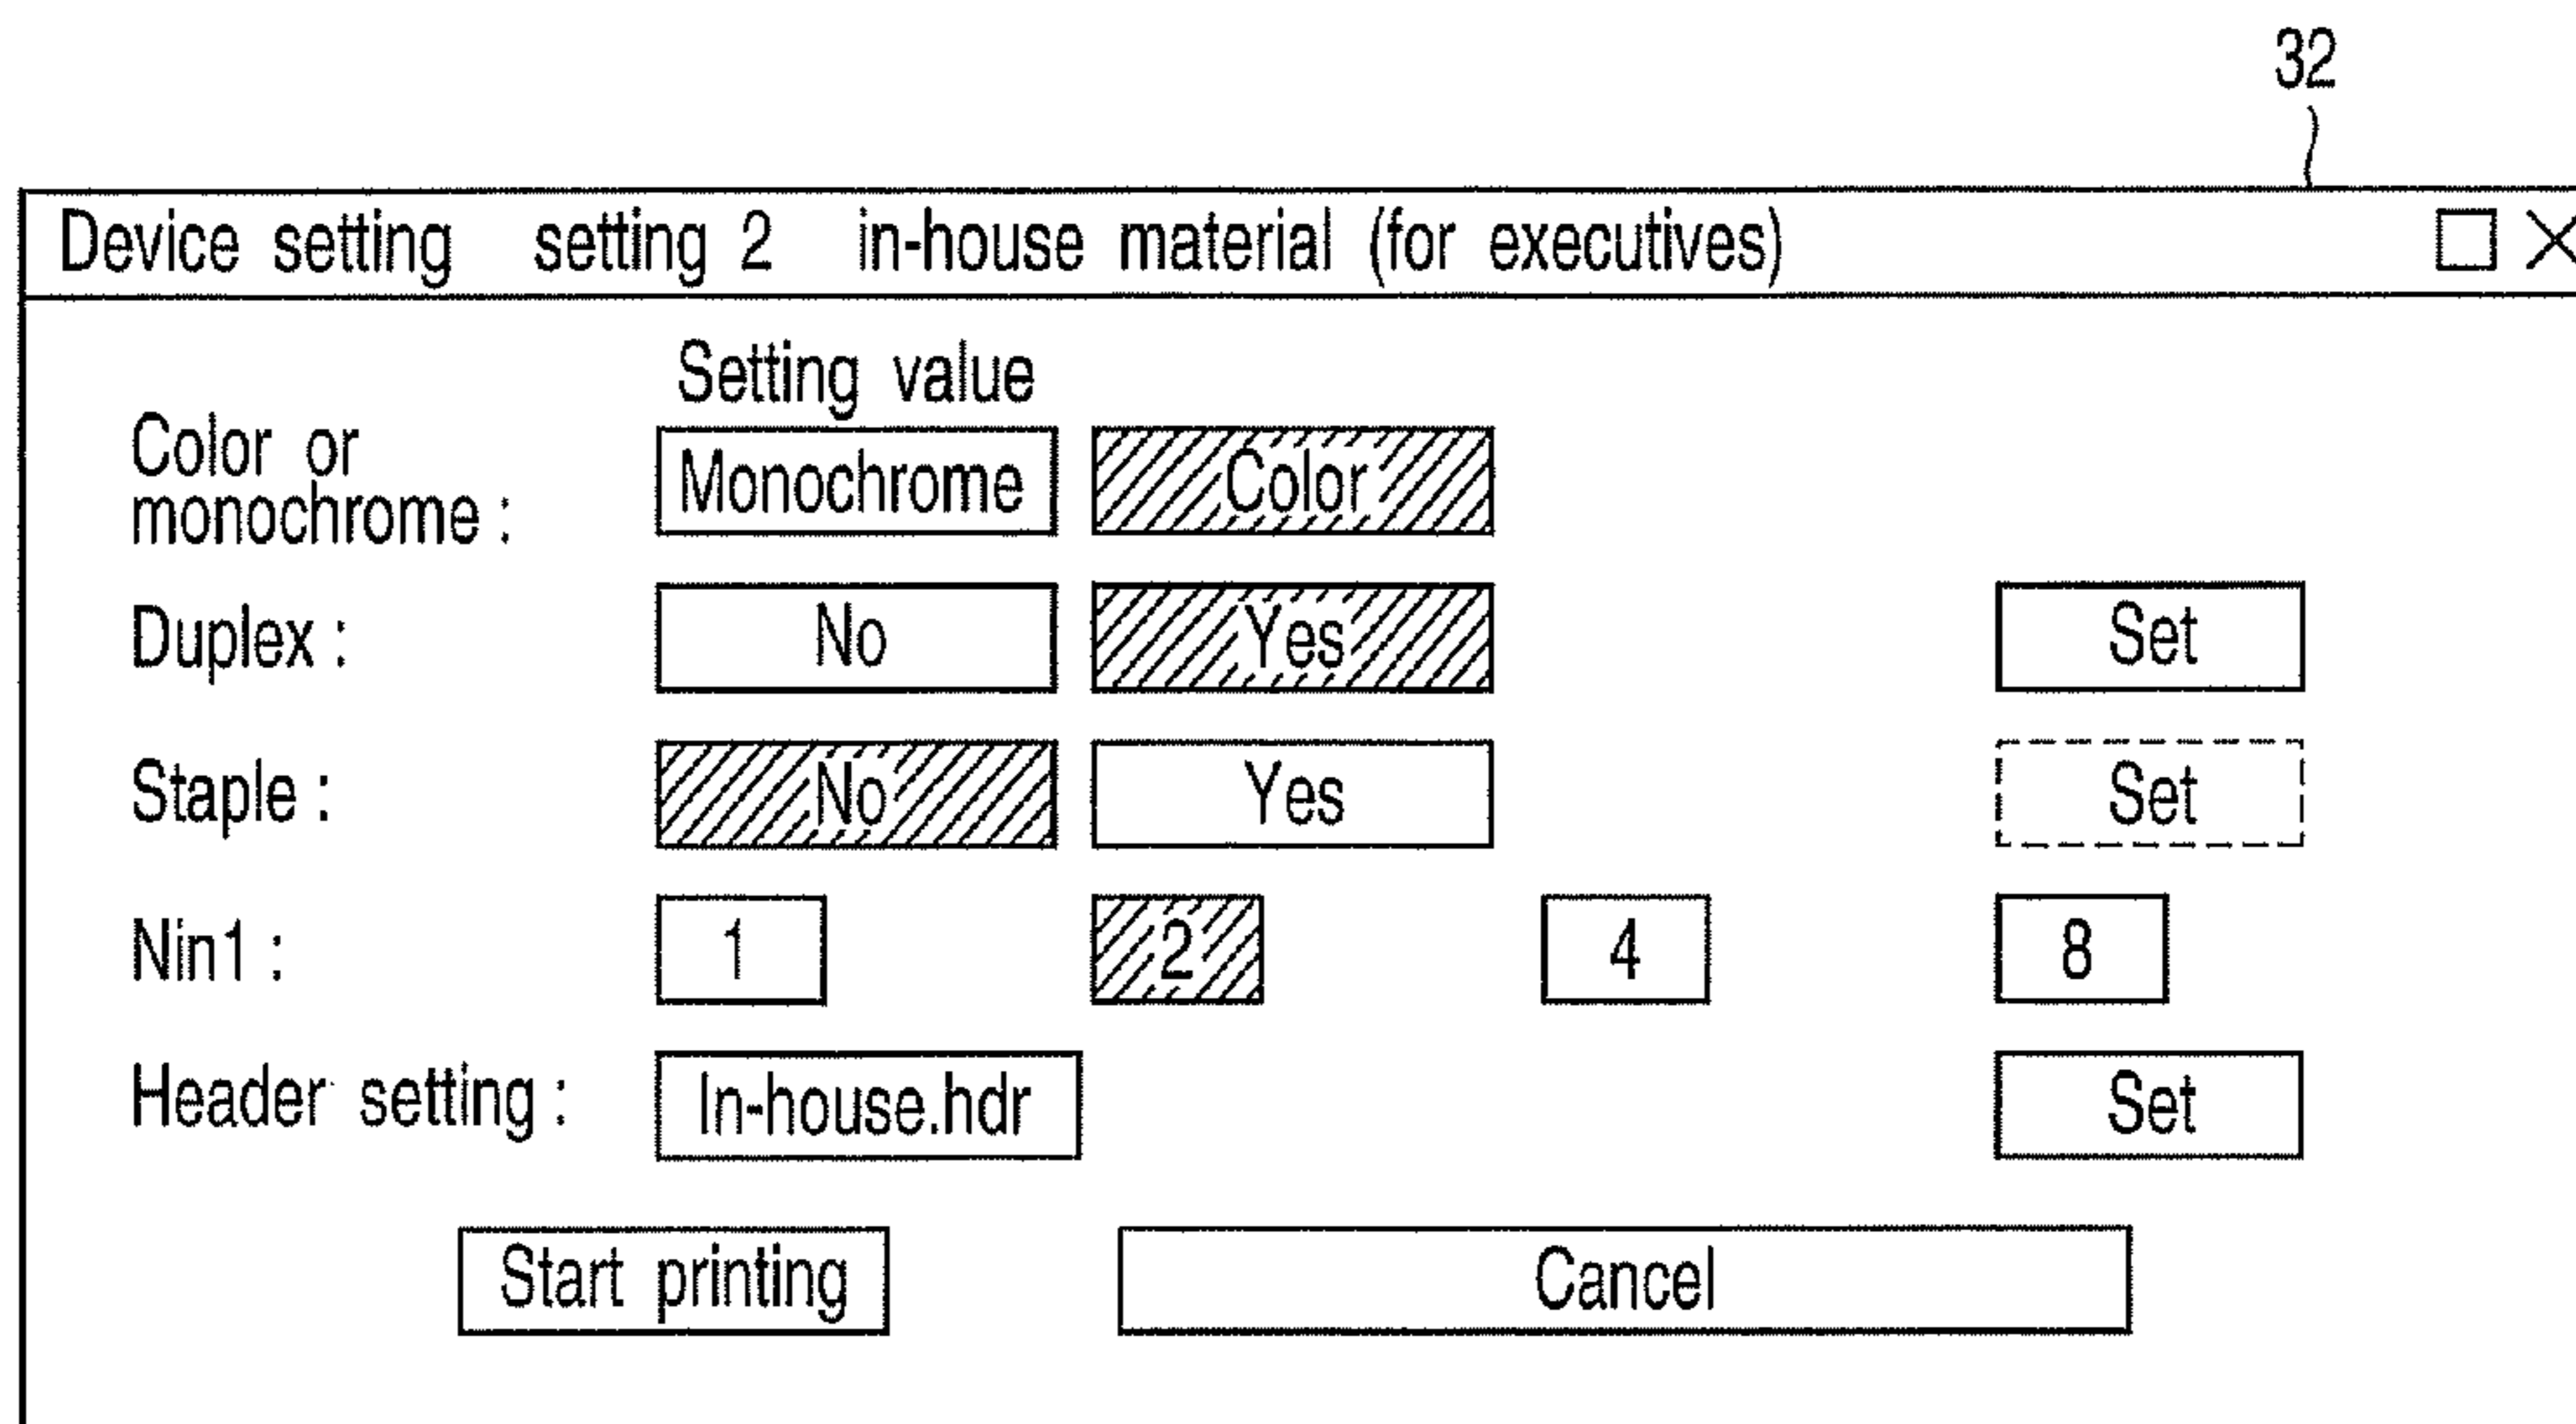 32
Device setting setting 2 in-house material (for executives)
Setting value
Color or
monochrome : Monochrome Color
Duplex : No Yes Set
Staple : No Yes Set
Nin1 : 1 2 4 8
Header setting : In-house.hdr Set
Start printing Cancel